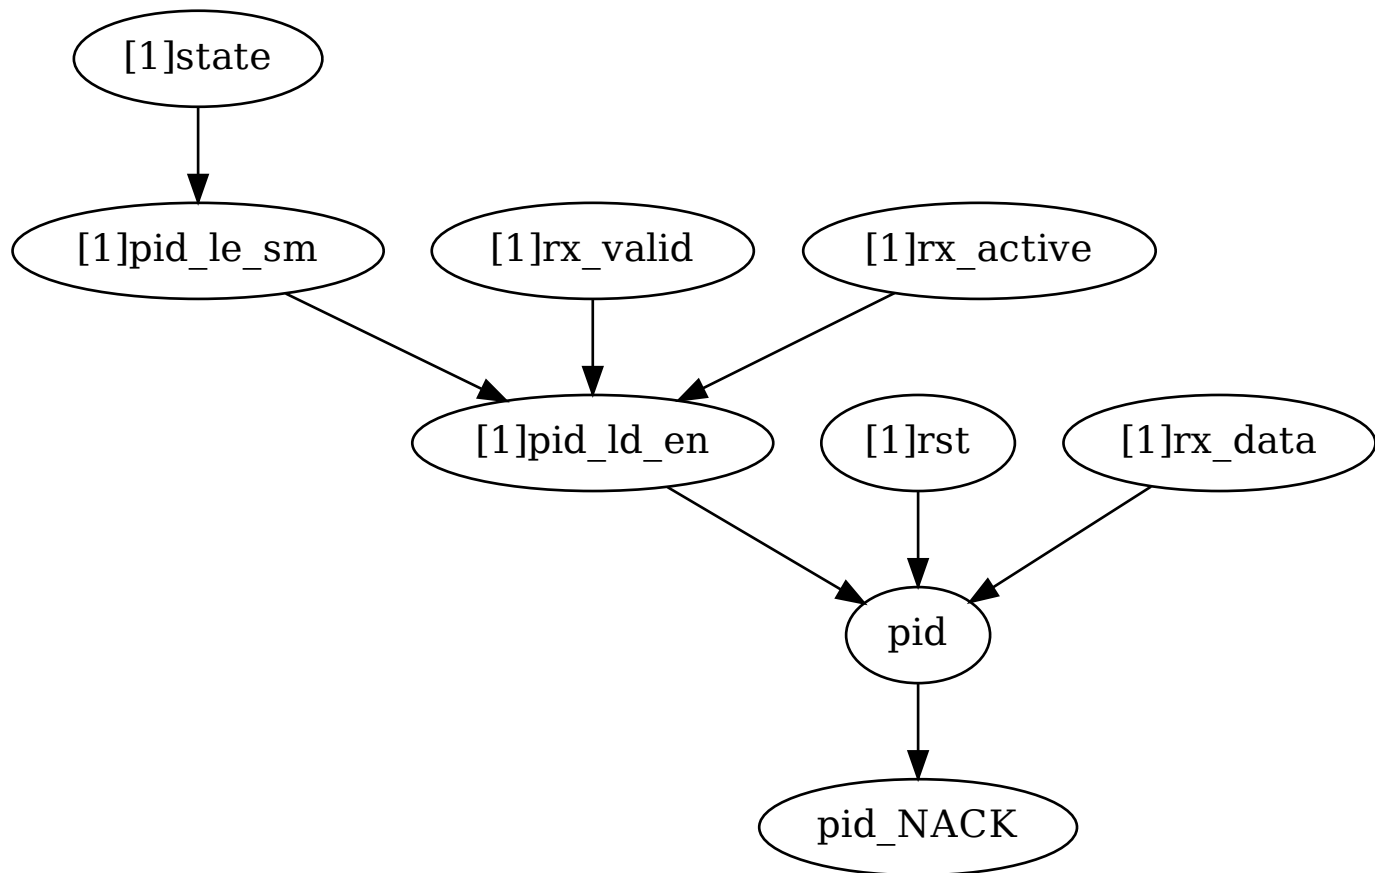 [1]state
[1]pid_le_sm
[1]rx_valid
[1]rx_active
[1]pid_ld_en
[1]rst
[1]rx_data
pid
pid_NACK